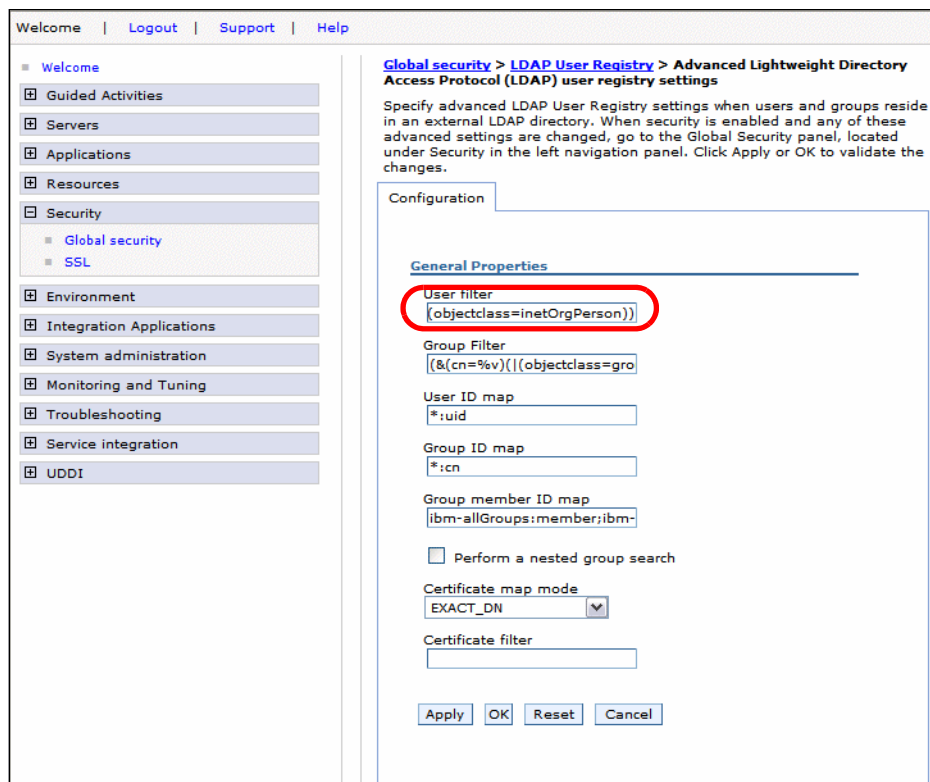 Welcome | Logout | Support | Help
Welcome
Guided Activities
Servers
Applications
Resources
Security
Global security
SSL
Environment
Integration Applications
System administration
Monitoring and Tuning
Troubleshooting
Service integration
UDDI
Global security > LDAP User Registry > Advanced Lightweight Directory
Access Protocol (LDAP) user registry settings
Specify advanced LDAP User Registry settings when users and groups reside
in an external LDAP directory. When security is enabled and any of these
advanced settings are changed, go to the Global Security panel, located
under Security in the left navigation panel. Click Apply or OK to validate the
changes.
Configuration
General Properties
User filter
(objectclass=inetOrgPerson))
Group Filter
(&(cn=%v)(|(objectclass=gro
User ID map
*:uid
Group ID map
*:cn
Group member ID map
ibm-allGroups:member;ibm-
Perform a nested group search
Certificate map mode
EXACT_DN
Certificate filter
Apply OK Reset Cancel